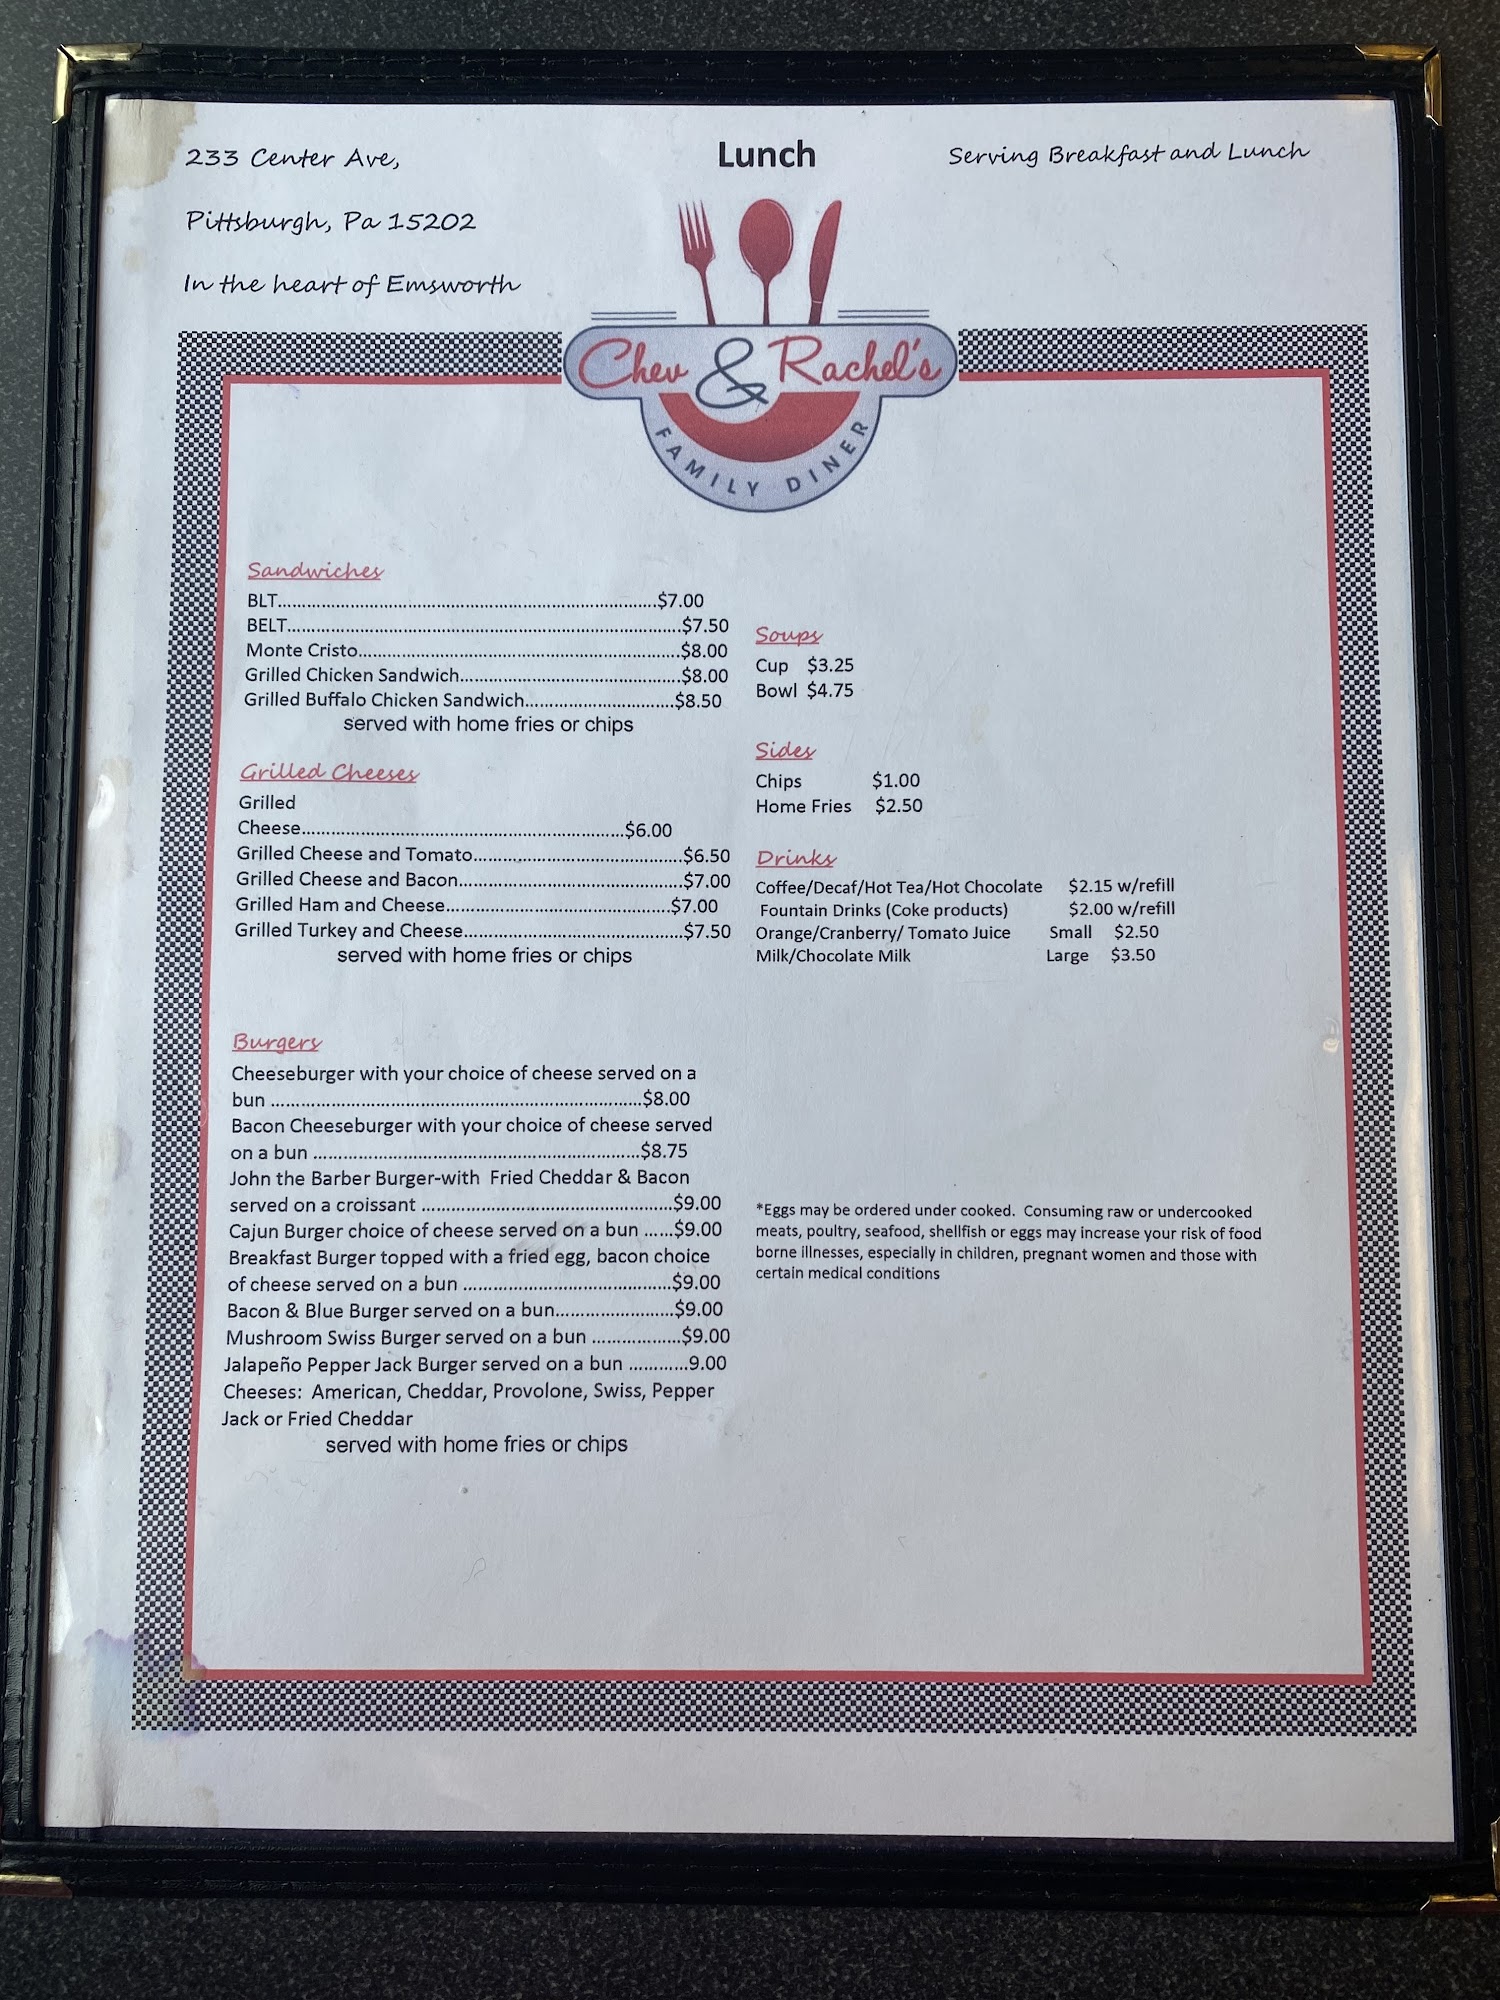 233 Center Ave,
Lunch
Serving Breakfast and Lunch
Pittsburgh, Pa 15202
In the heart of Emsworth
Chev & Rachel's
FAMILY DINER
Sandwiches
BLT...............................................................................$7.00
BELT..................................................................................$7.50
Monte Cristo...................................................................$8.00
Grilled Chicken Sandwich....................................................$8.00
Grilled Buffalo Chicken Sandwich...............................$8.50
served with home fries or chips
Grilled Cheeses
Grilled
Cheese...................................................................$6.00
Grilled Cheese and Tomato...........................................$6.50
Grilled Cheese and Bacon..............................................$7.00
Grilled Ham and Cheese...............................................$7.00
Grilled Turkey and Cheese.............................................$7.50
served with home fries or chips
Burgers
Cheeseburger with your choice of cheese served on a
bun .............................................................................$8.00
Bacon Cheeseburger with your choice of cheese served
on a bun ....................................................................$8.75
John the Barber Burger-with  Fried Cheddar & Bacon
served on a croissant ....................................................$9.00
Cajun Burger choice of cheese served on a bun ......$9.00
Breakfast Burger topped with a fried egg, bacon choice
of cheese served on a bun ...........................................$9.00
Bacon & Blue Burger served on a bun........................$9.00
Mushroom Swiss Burger served on a bun ..................$9.00
Jalapeño Pepper Jack Burger served on a bun ............9.00
Cheeses:  American, Cheddar, Provolone, Swiss, Pepper
Jack or Fried Cheddar
served with home fries or chips
Soups
Cup   $3.25
Bowl  $4.75
Sides
Chips   $1.00
Home Fries   $2.50
Drinks
Coffee/Decaf/Hot Tea/Hot Chocolate   $2.15 w/refill
Fountain Drinks (Coke products)   $2.00 w/refill
Orange/Cranberry/ Tomato Juice   Small   $2.50
Milk/Chocolate Milk   Large   $3.50
*Eggs may be ordered under cooked.  Consuming raw or undercooked
meats, poultry, seafood, shellfish or eggs may increase your risk of food
borne illnesses, especially in children, pregnant women and those with
certain medical conditions